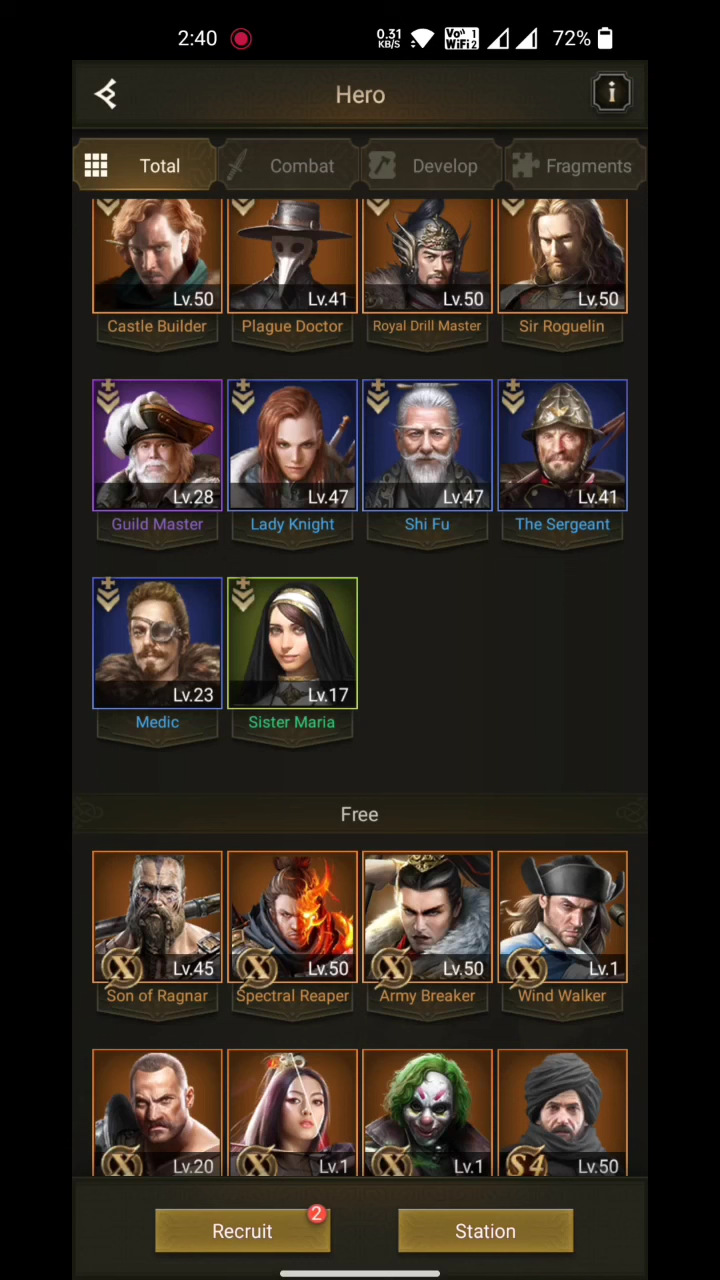 2:40
0.31 KB/S
Vo)) 1
WiFi 2
72%
Hero
i
Total
Combat
Develop
Fragments
Lv.50
Lv.41
Lv.50
Lv.50
Castle Builder
Plague Doctor
Royal Drill Master
Sir Roguelin
Lv.28
Lv.47
Lv.47
Lv.41
Guild Master
Lady Knight
Shi Fu
The Sergeant
Lv.23
Lv.17
Medic
Sister Maria
Free
X Lv.45
X Lv.50
X Lv.50
X Lv.1
Son of Ragnar
Spectral Reaper
Army Breaker
Wind Walker
X Lv.20
X Lv.1
X Lv.1
S4 Lv.50
Recruit
2
Station